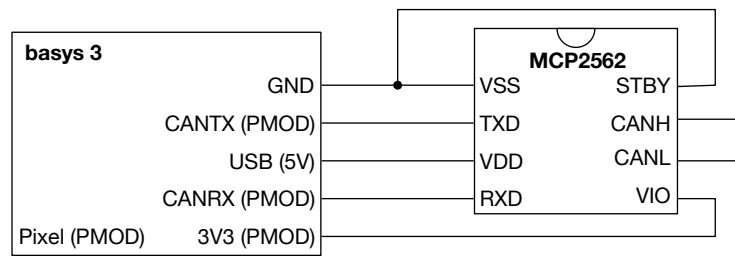 basys 3
GND
CANTX (PMOD)
USB (5V)
CANRX (PMOD)
Pixel (PMOD) 3V3 (PMOD)
MCP2562
VSS STBY
TXD CANH
VDD CANL
RXD VIO